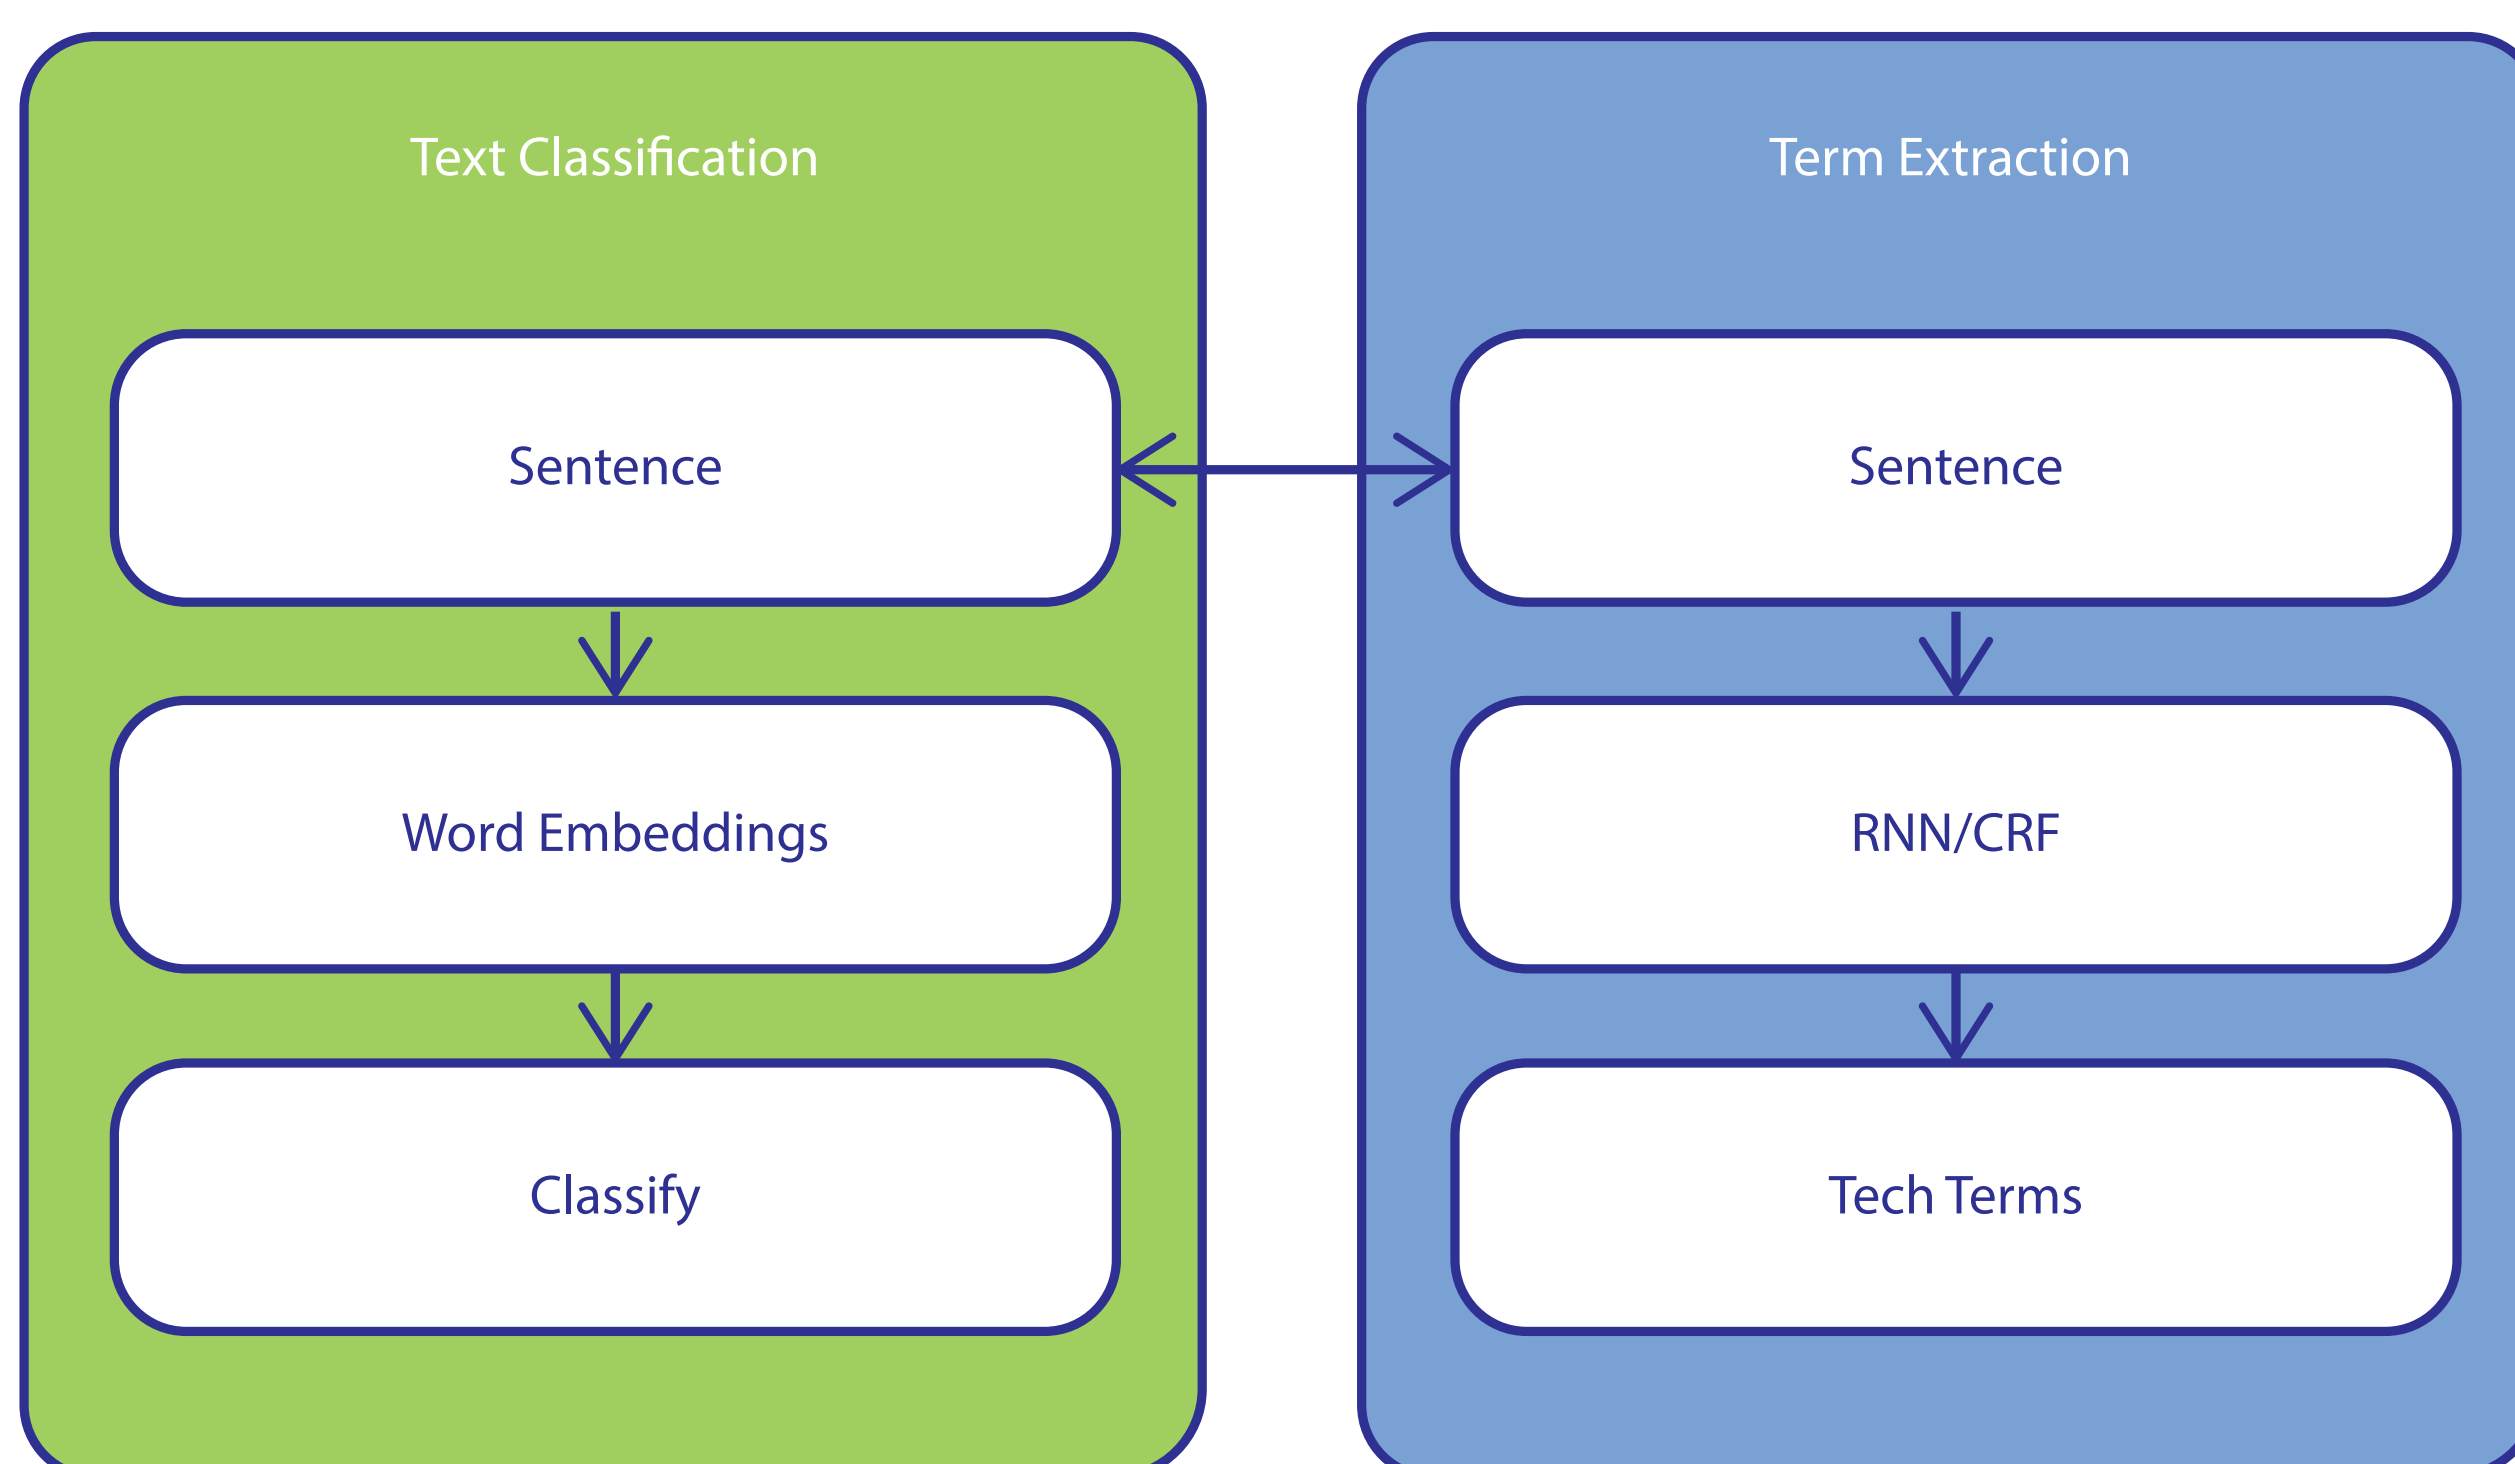 Text Classification
Sentence
Word Embeddings
Classify
Term Extraction
Sentence
RNN/CRF
Tech Terms